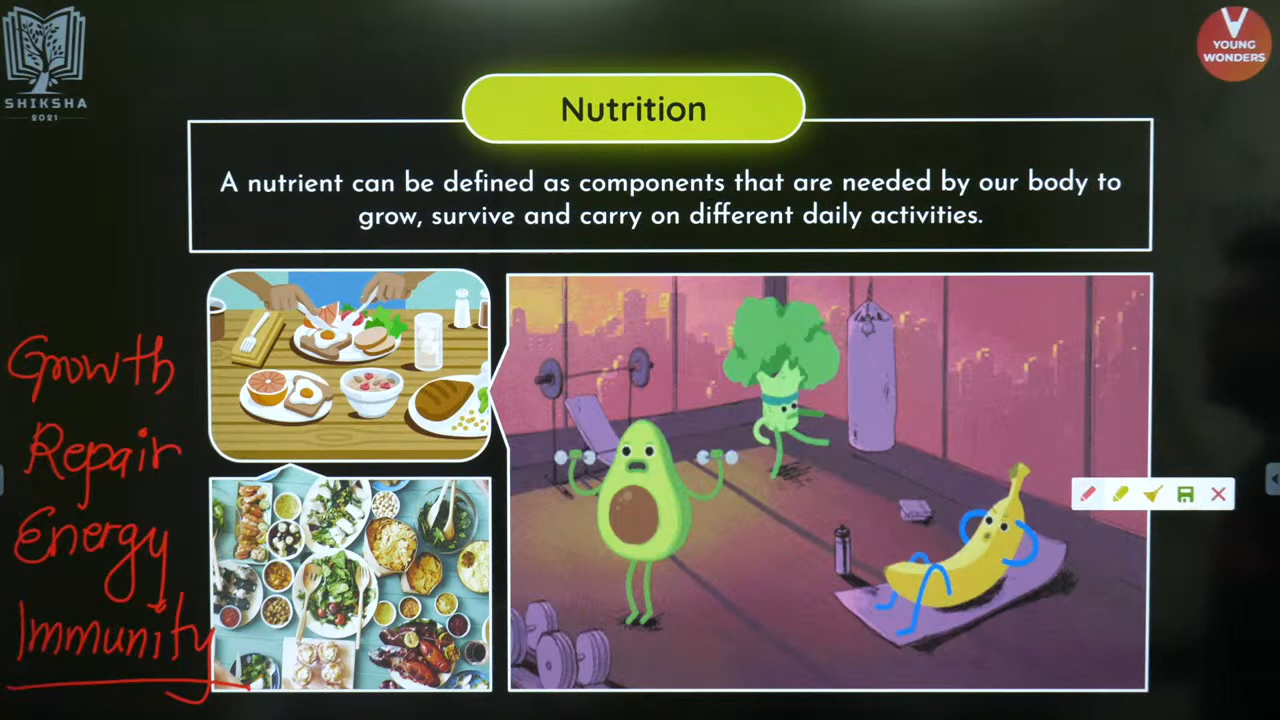 SHIKSHA
2021
YOUNG
WONDERS
Nutrition
A nutrient can be defined as components that are needed by our body to
grow, survive and carry on different daily activities.
Growth
Repair
Energy
Immunity